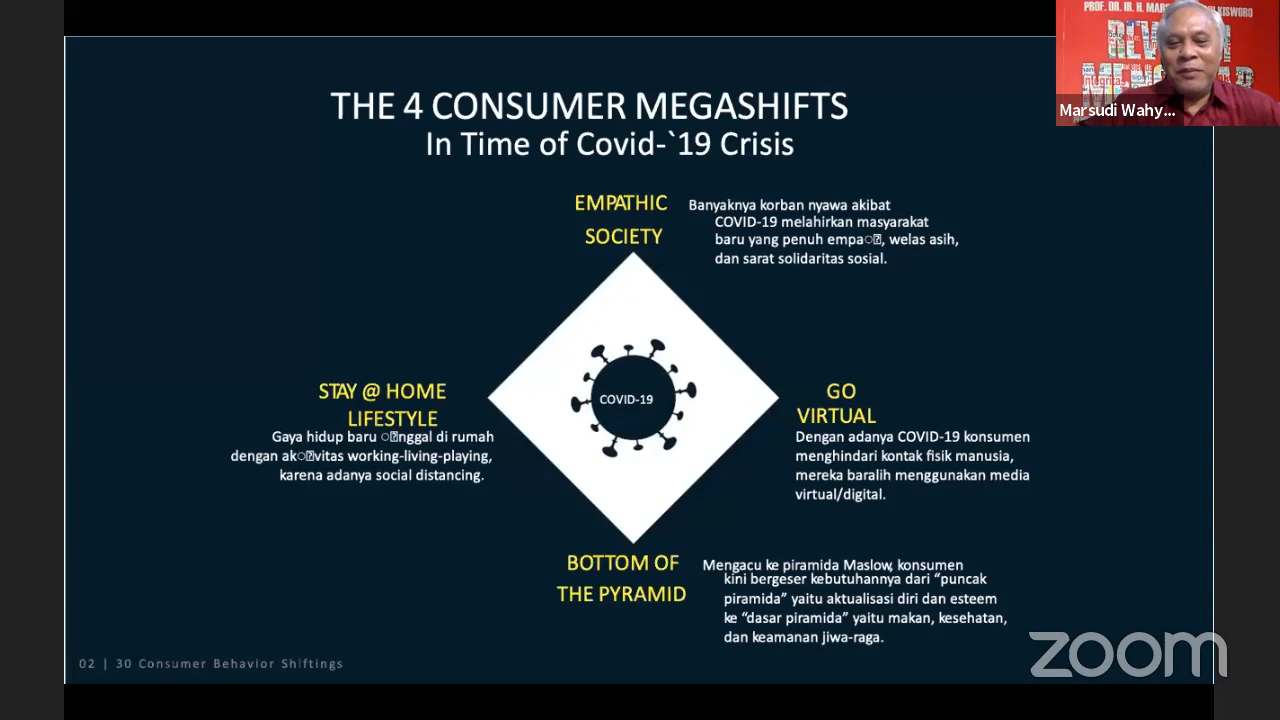 PROF. DR. IR. H. MAR
KISWORO
Marsudi Wahy...
THE 4 CONSUMER MEGASHIFTS
In Time of Covid-`19 Crisis
EMPATHIC
SOCIETY
Banyaknya korban nyawa akibat
COVID-19 melahirkan masyarakat
baru yang penuh empa, welas asih,
dan sarat solidaritas sosial.
STAY @ HOME
LIFESTYLE
Gaya hidup baru nggal di rumah
dengan akvitas working-living-playing,
karena adanya social distancing.
COVID-19
GO
VIRTUAL
Dengan adanya COVID-19 konsumen
menghindari kontak fisik manusia,
mereka baralih menggunakan media
virtual/digital.
BOTTOM OF
THE PYRAMID
Mengacu ke piramida Maslow, konsumen
kini bergeser kebutuhannya dari “puncak
piramida” yaitu aktualisasi diri dan esteem
ke “dasar piramida” yaitu makan, kesehatan,
dan keamanan jiwa-raga.
02 | 30 Consumer Behavior Shiftings
zoom